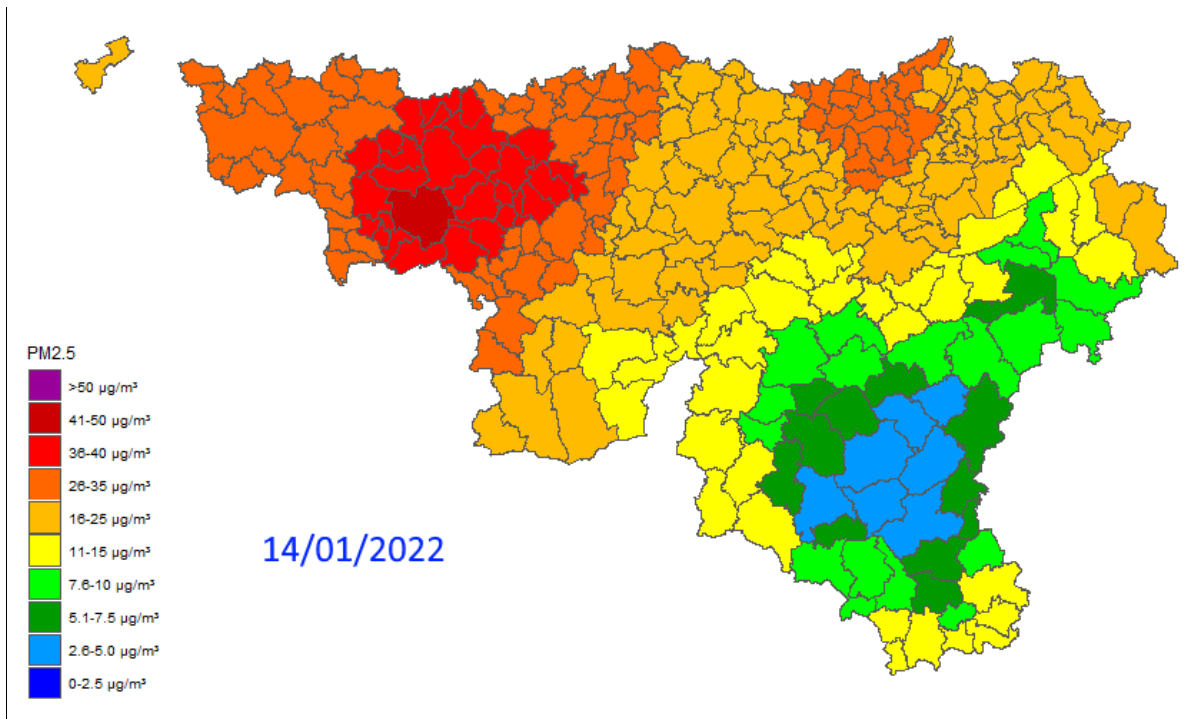 PM2.5
>50 µg/m³
41-50 µg/m³
36-40 µg/m³
26-35 µg/m³
16-25 µg/m³
11-15 µg/m³
7.6-10 µg/m³
5.1-7.5 µg/m³
2.6-5.0 µg/m³
0-2.5 µg/m³
14/01/2022